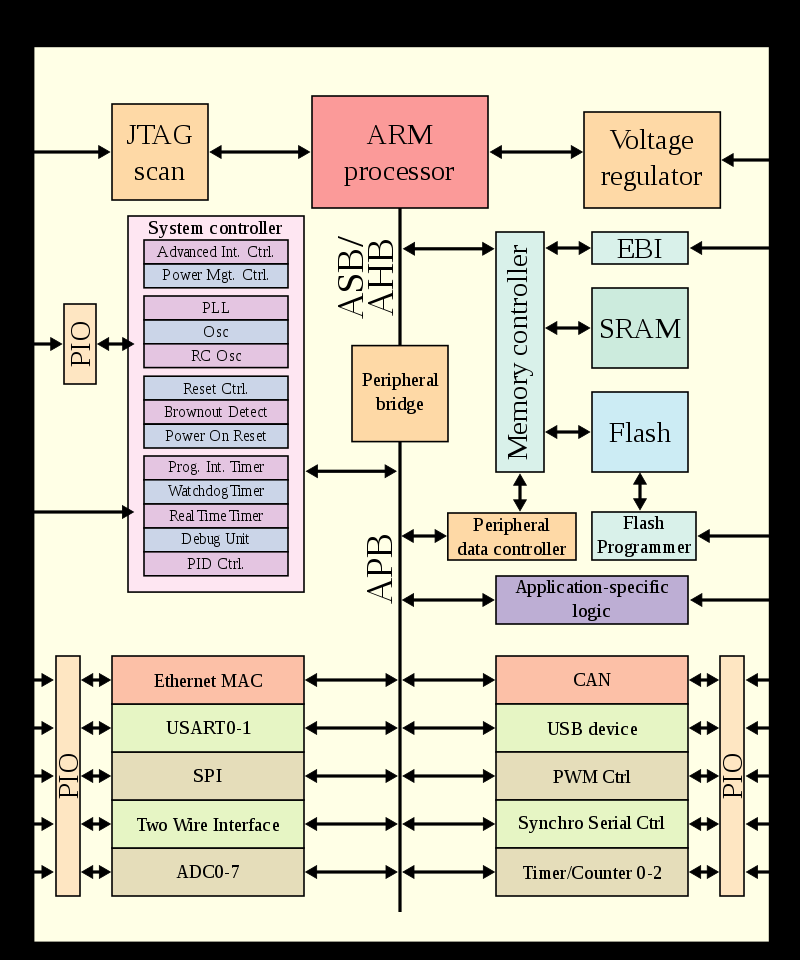 JTAG
scan
ARM
processor
Voltage
regulator
System controller
Advanced Int. Ctrl.
Power Mgt. Ctrl.
PLL
Osc
RC Osc
Reset Ctrl.
Brownout Detect
Power On Reset
Prog. Int. Timer
Watchdog Timer
Real Time Timer
Debug Unit
PID Ctrl.
PIO
ASB/
AHB
Peripheral
bridge
APB
Memory controller
EBI
SRAM
Flash
Peripheral
data controller
Flash
Programmer
Application-specific
logic
PIO
Ethernet MAC
USART0-1
SPI
Two Wire Interface
ADC0-7
CAN
USB device
PWM Ctrl
Synchro Serial Ctrl
Timer/Counter 0-2
PIO